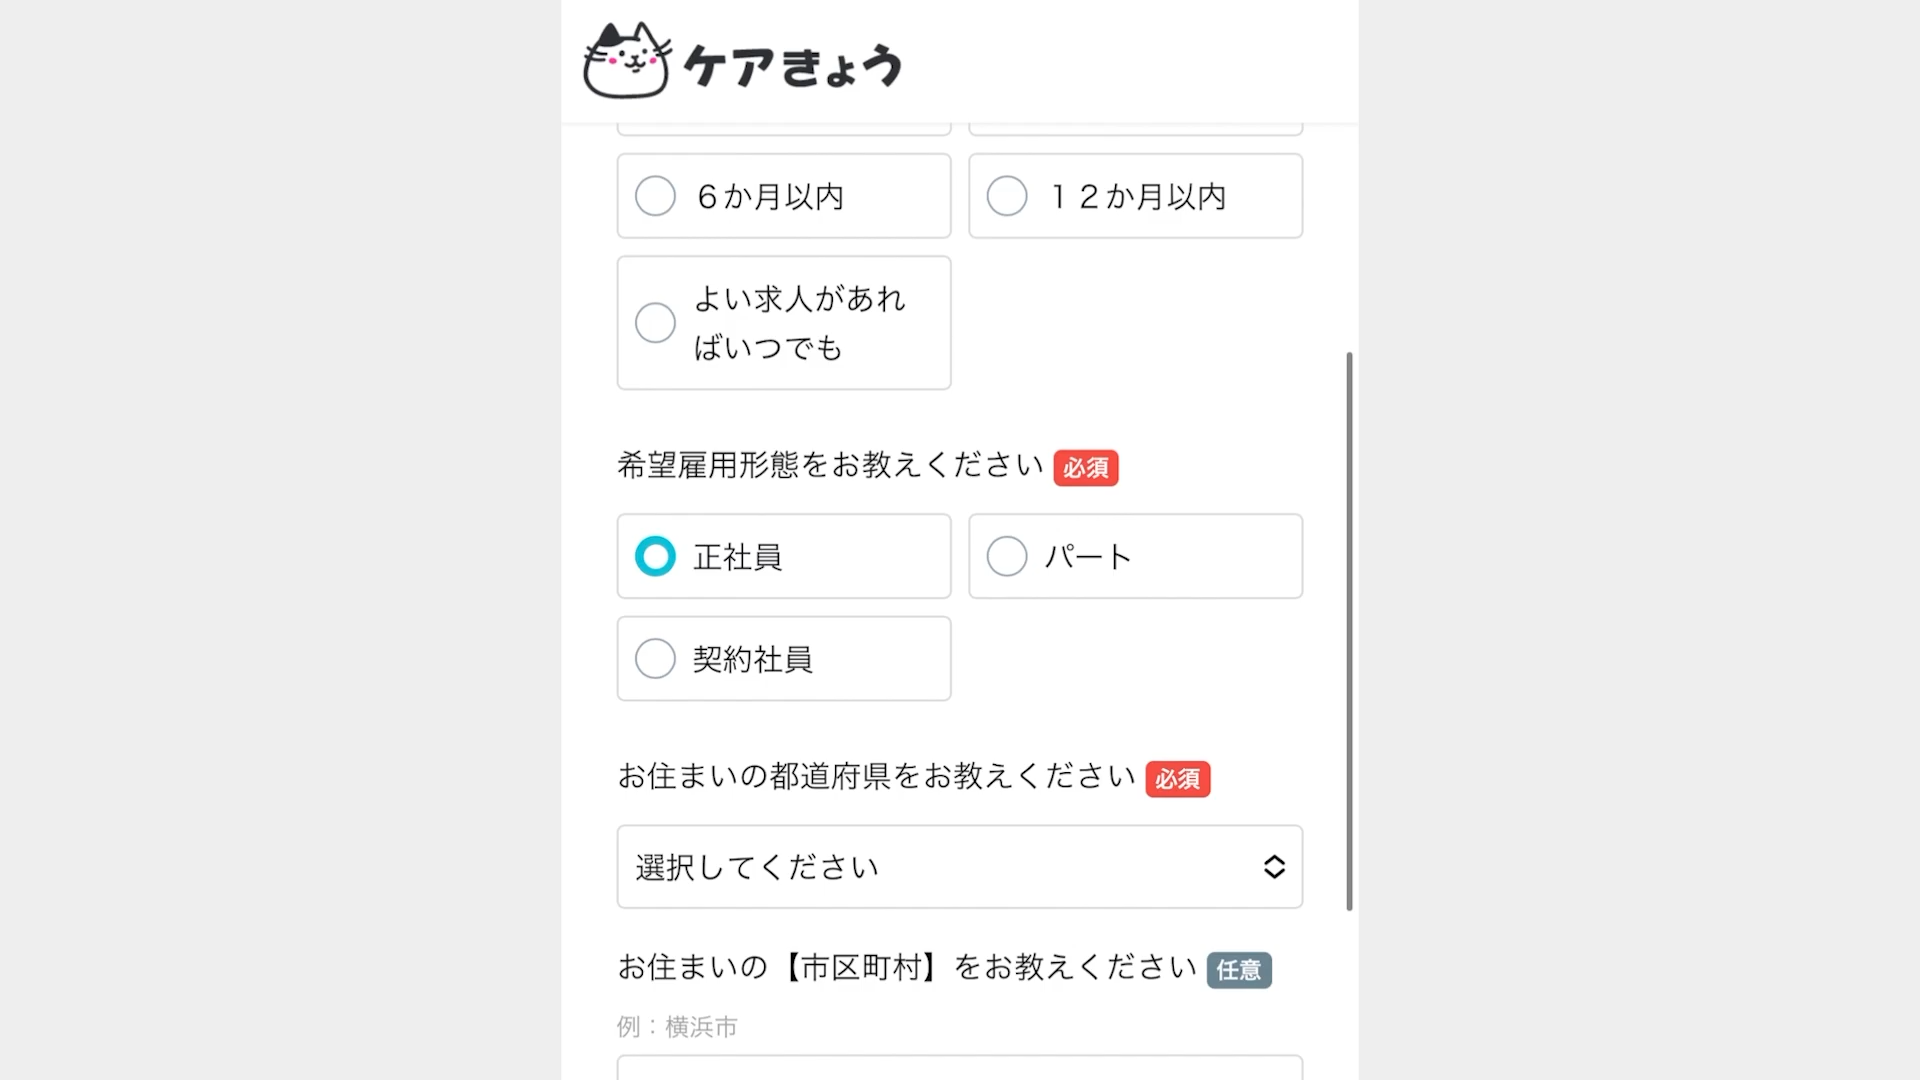 ケアきょう
６か月以内
１２か月以内
よい求人があれ
ばいつでも
希望雇用形態をお教えください 必須
正社員
パート
契約社員
お住まいの都道府県をお教えください 必須
選択してください
お住まいの【市区町村】をお教えください 任意
例：横浜市